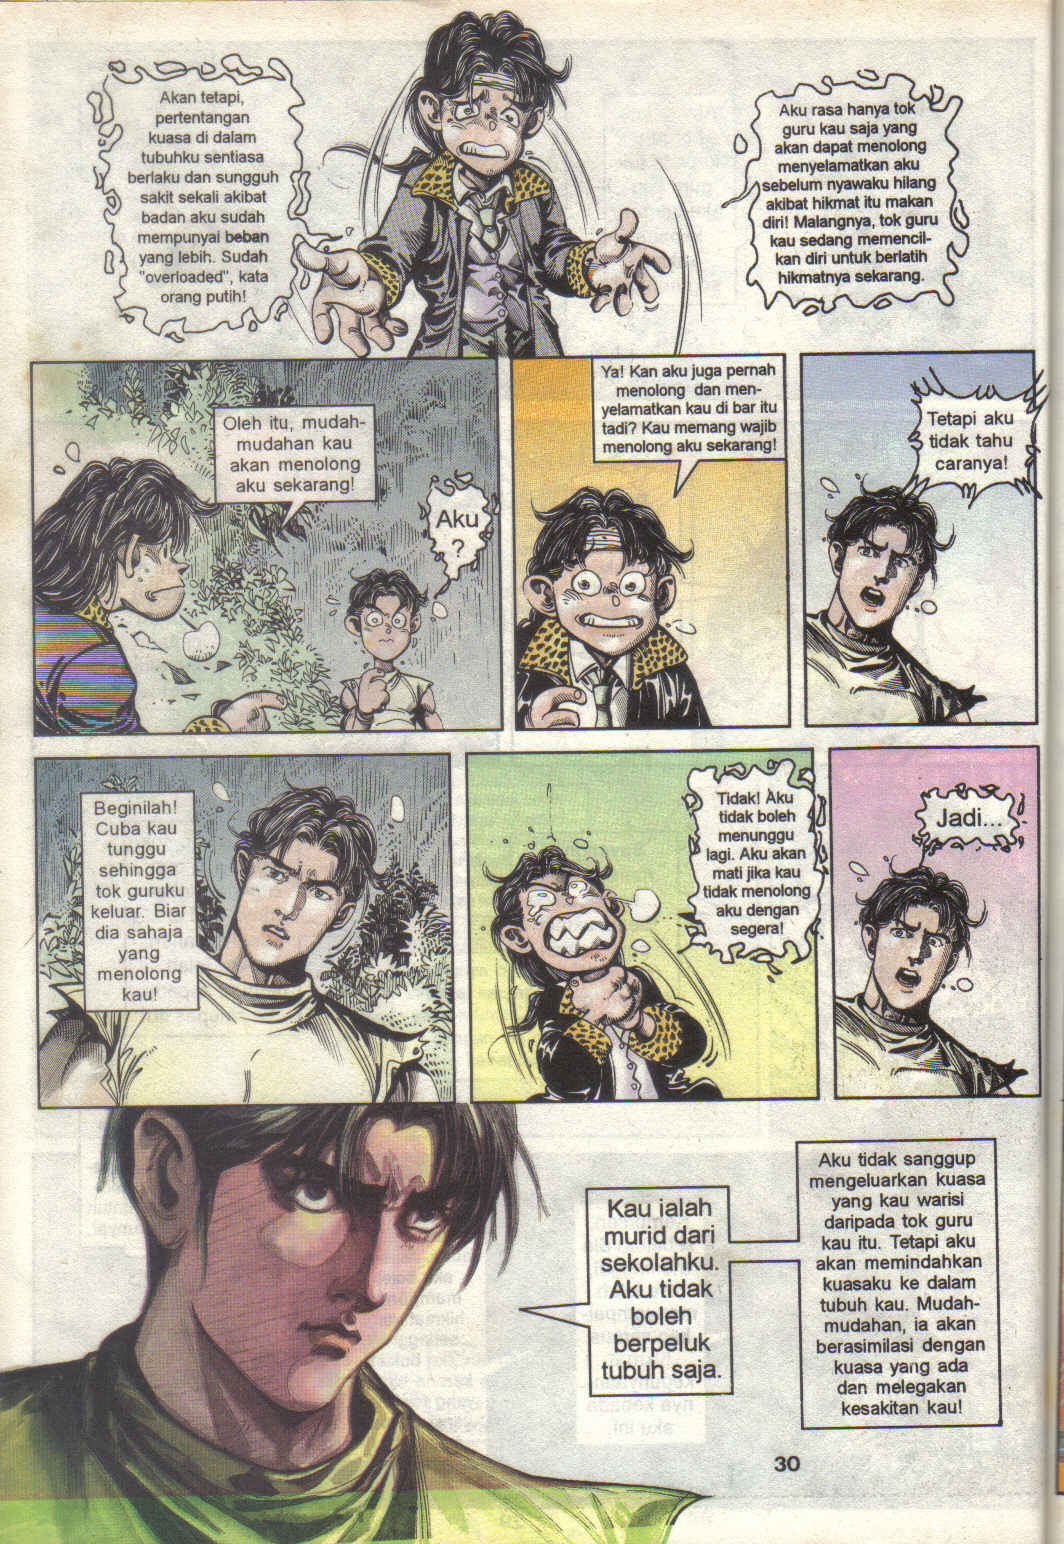 Akan tetapi,
pertentangan
kuasa di dalam
tubuhku sentiasa
berlaku dan sungguh
sakit sekali akibat
badan aku sudah
mempunyai beban
yang lebih. Sudah
"overloaded", kata
orang putih!
Aku rasa hanya tok
guru kau saja yang
akan dapat menolong
menyelamatkan aku
sebelum nyawaku hilang
akibat hikmat itu makan
diri! Malangnya, tok guru
kau sedang memencil-
kan diri untuk berlatih
hikmatnya sekarang.
Oleh itu, mudah-
mudahan kau
akan menolong
aku sekarang!
Aku
?
Ya! Kan aku juga pernah
menolong dan men-
yelamatkan kau di bar itu
tadi? Kau memang wajib
menolong aku sekarang!
Tetapi aku
tidak tahu
caranya!
Beginilah!
Cuba kau
tunggu
sehingga
tok guruku
keluar. Biar
dia sahaja
yang
menolong
kau!
Tidak! Aku
tidak boleh
menunggu
lagi. Aku akan
mati jika kau
tidak menolong
aku dengan
segera!
Jadi...
Kau ialah
murid dari
sekolahku.
Aku tidak
boleh
berpeluk
tubuh saja.
Aku tidak sanggup
mengeluarkan kuasa
yang kau warisi
daripada tok guru
kau itu. Tetapi aku
akan memindahkan
kuasaku ke dalam
tubuh kau. Mudah-
mudahan, ia akan
berasimilasi dengan
kuasa yang ada
dan melegakan
kesakitan kau!
30